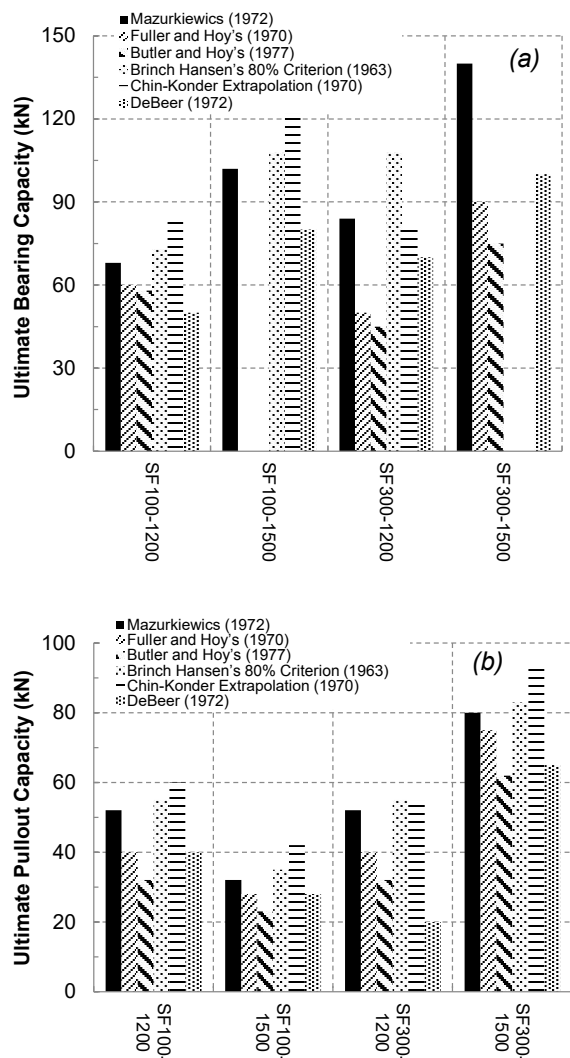 Mazurkiewics (1972)
Fuller and Hoy's (1970)
Butler and Hoy's (1977)
Brinch Hansen's 80% Criterion (1963)
Chin-Konder Extrapolation (1970)
DeBeer (1972)
(a)
Ultimate Bearing Capacity (kN)
150
120
90
60
30
0
SF100-1200
SF100-1500
SF300-1200
SF300-1500
Mazurkiewics (1972)
Fuller and Hoy's (1970)
Butler and Hoy's (1977)
Brinch Hansen's 80% Criterion (1963)
Chin-Konder Extrapolation (1970)
DeBeer (1972)
(b)
Ultimate Pullout Capacity (kN)
100
80
60
40
20
0
SF100-
1200
SF100-
1500
SF300-
1200
SF300-
1500